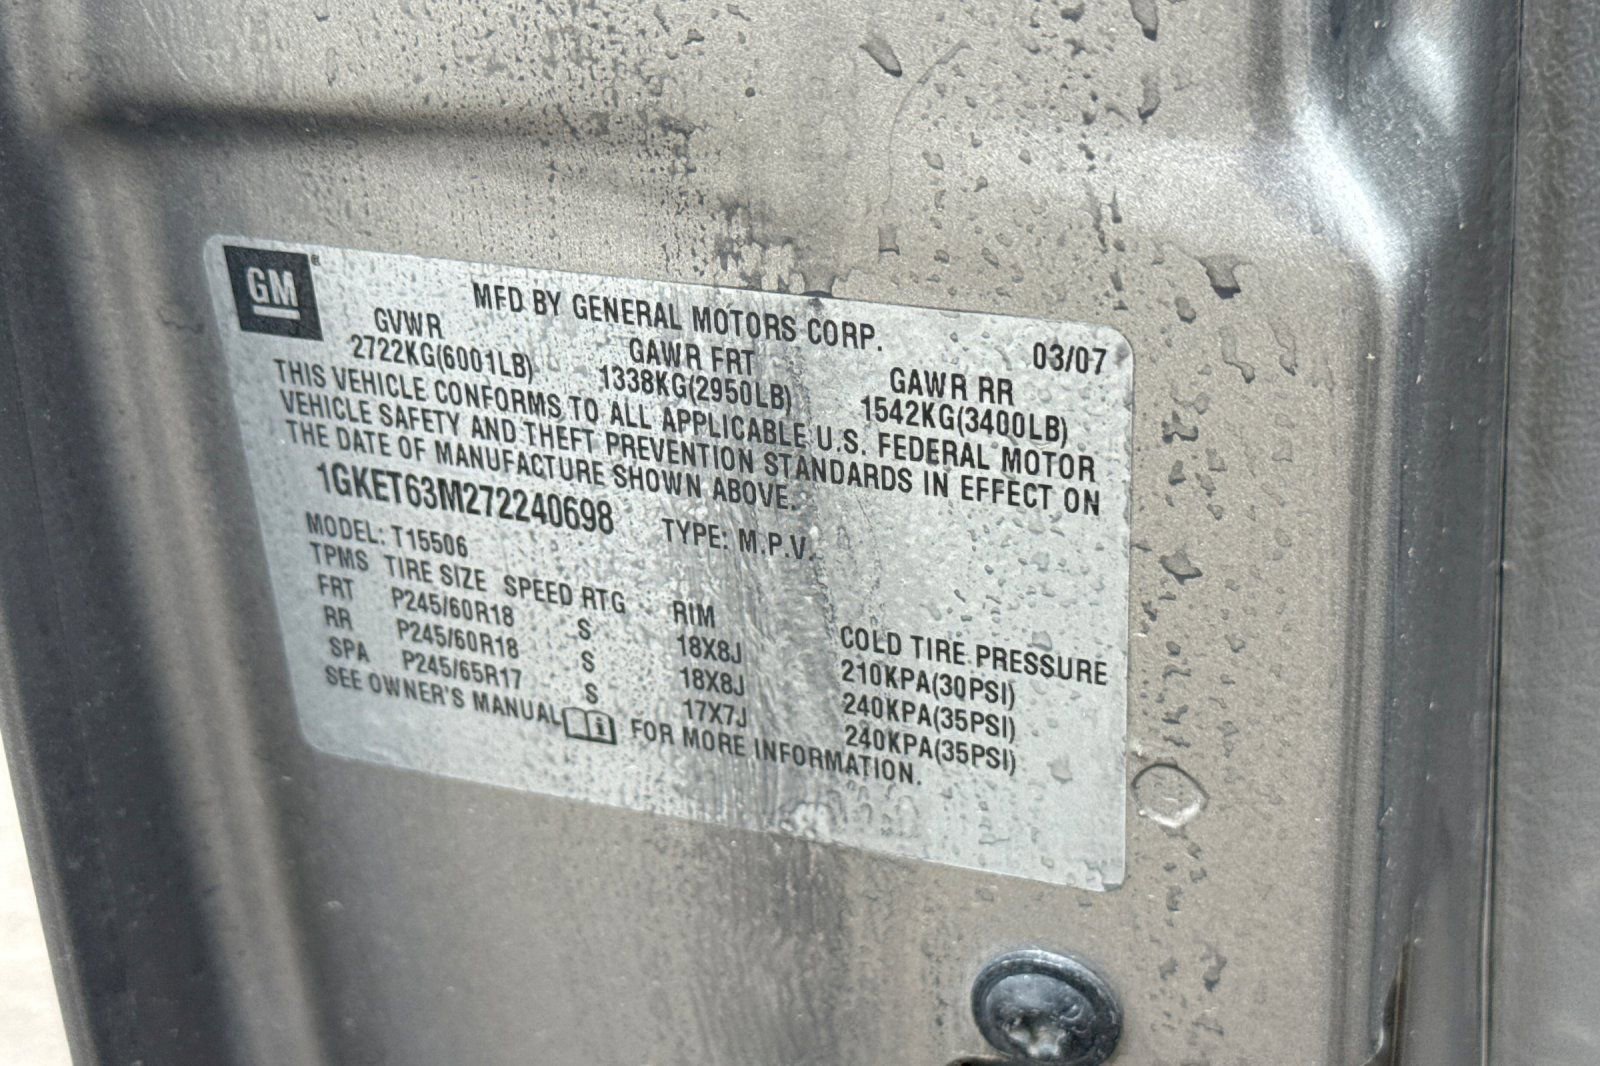 GM
MFD BY GENERAL MOTORS CORP.
03/07
GVWR GAWR FRT GAWR RR
2722KG(6001LB) 1338KG(2950LB) 1542KG(3400LB)
THIS VEHICLE CONFORMS TO ALL APPLICABLE U.S. FEDERAL MOTOR
VEHICLE SAFETY AND THEFT PREVENTION STANDARDS IN EFFECT ON
THE DATE OF MANUFACTURE SHOWN ABOVE.
1GKET63M272240698 TYPE: M.P.V.
MODEL: T15506
TPMS TIRE SIZE SPEED RTG RIM COLD TIRE PRESSURE
FRT P245/60R18 S 18X8J 210KPA(30PSI)
RR P245/60R18 S 18X8J 240KPA(35PSI)
SPA P245/65R17 S 17X7J 240KPA(35PSI)
SEE OWNER'S MANUAL i FOR MORE INFORMATION.